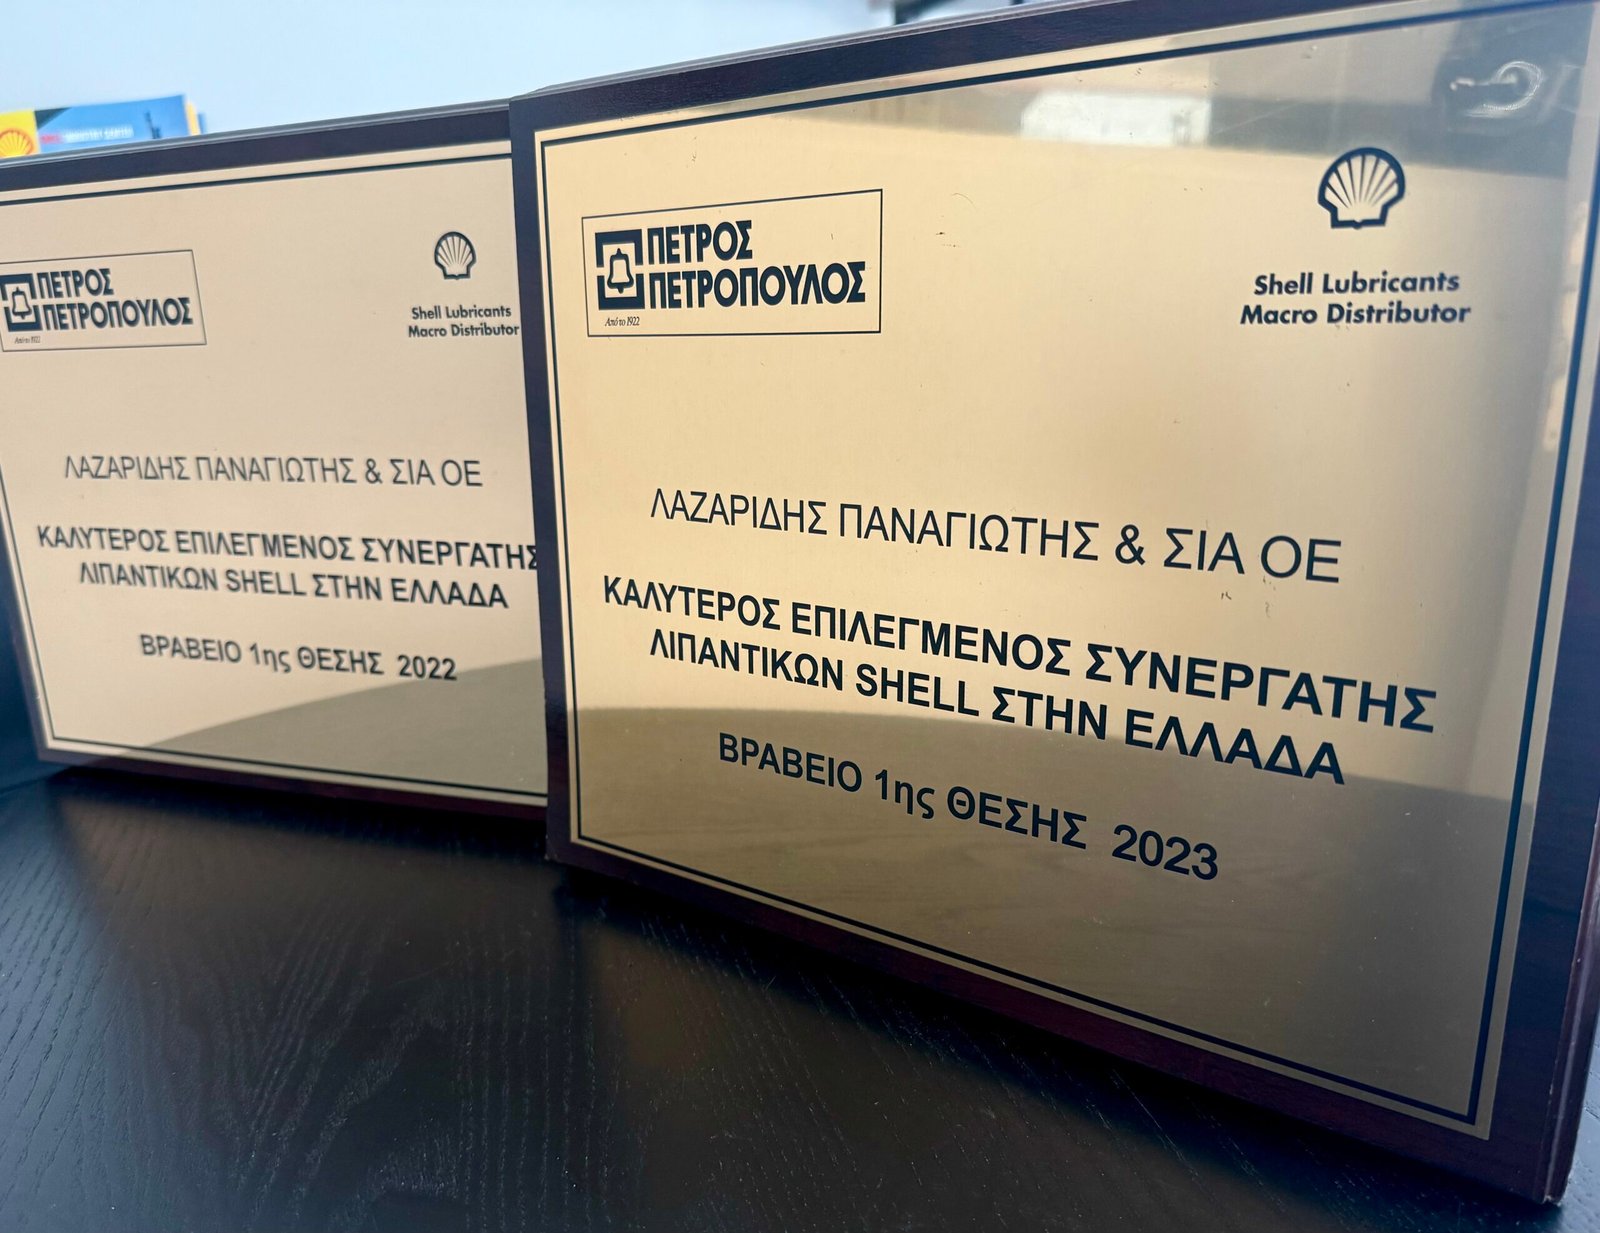 ΠΕΤΡΟΣ
ΠΕΤΡΟΠΟΥΛΟΣ
Από το 1922
Shell Lubricants
Macro Distributor
ΛΑΖΑΡΙΔΗΣ ΠΑΝΑΓΙΩΤΗΣ & ΣΙΑ ΟΕ
ΚΑΛΥΤΕΡΟΣ ΕΠΙΛΕΓΜΕΝΟΣ ΣΥΝΕΡΓΑΤΗΣ
ΛΙΠΑΝΤΙΚΩΝ SHELL ΣΤΗΝ ΕΛΛΑΔΑ
ΒΡΑΒΕΙΟ 1ης ΘΕΣΗΣ 2022
ΠΕΤΡΟΣ
ΠΕΤΡΟΠΟΥΛΟΣ
Από το 1922
Shell Lubricants
Macro Distributor
ΛΑΖΑΡΙΔΗΣ ΠΑΝΑΓΙΩΤΗΣ & ΣΙΑ ΟΕ
ΚΑΛΥΤΕΡΟΣ ΕΠΙΛΕΓΜΕΝΟΣ ΣΥΝΕΡΓΑΤΗΣ
ΛΙΠΑΝΤΙΚΩΝ SHELL ΣΤΗΝ ΕΛΛΑΔΑ
ΒΡΑΒΕΙΟ 1ης ΘΕΣΗΣ 2023